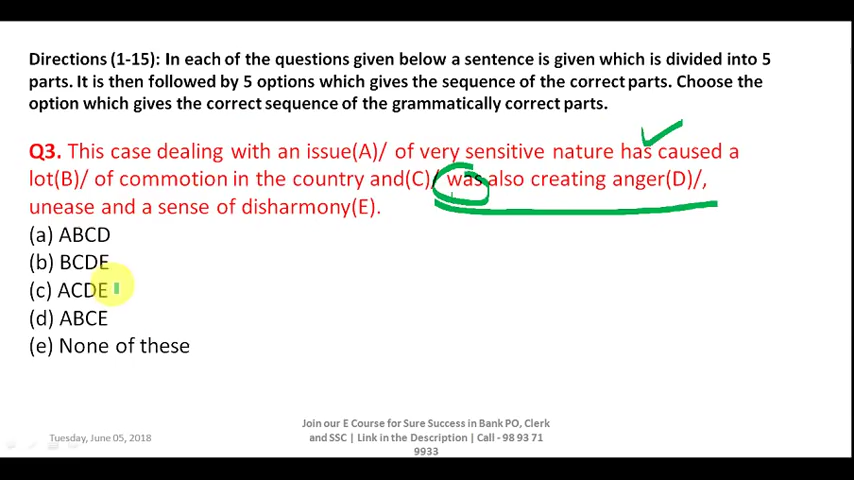 Directions (1-15): In each of the questions given below a sentence is given which is divided into 5
parts. It is then followed by 5 options which gives the sequence of the correct parts. Choose the
option which gives the correct sequence of the grammatically correct parts.
Q3. This case dealing with an issue(A)/ of very sensitive nature has caused a
lot(B)/ of commotion in the country and(C)/ was also creating anger(D)/,
unease and a sense of disharmony(E).
(a) ABCD
(b) BCDE
(c) ACDE
(d) ABCE
(e) None of these
Tuesday, June 05, 2018
Join our E Course for Sure Success in Bank PO, Clerk
and SSC | Link in the Description | Call - 98 93 71
9933